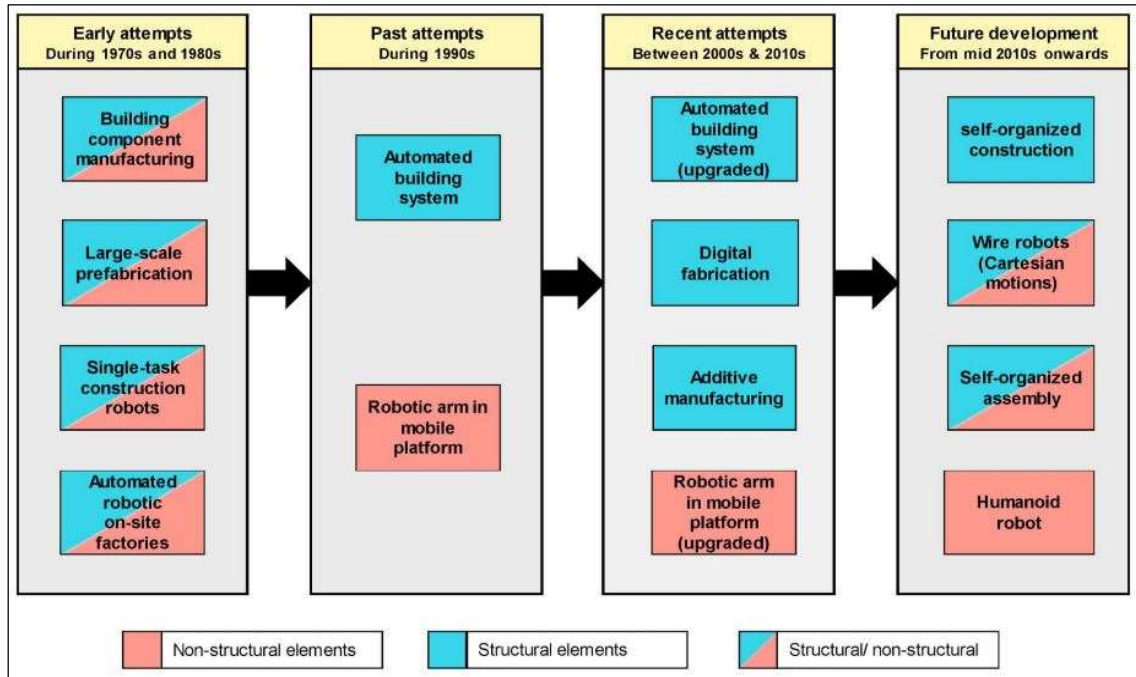 Early attempts
During 1970s and 1980s
Building
component
manufacturing
Large-scale
prefabrication
Single-task
construction
robots
Automated
robotic
on-site
factories
Past attempts
During 1990s
Automated
building
system
Robotic arm in
mobile
platform
Recent attempts
Between 2000s & 2010s
Automated
building
system
(upgraded)
Digital
fabrication
Additive
manufacturing
Robotic arm
in mobile
platform
(upgraded)
Future development
From mid 2010s onwards
self-organized
construction
Wire robots
(Cartesian
motions)
Self-organized
assembly
Humanoid
robot
Non-structural elements
Structural elements
Structural/ non-structural